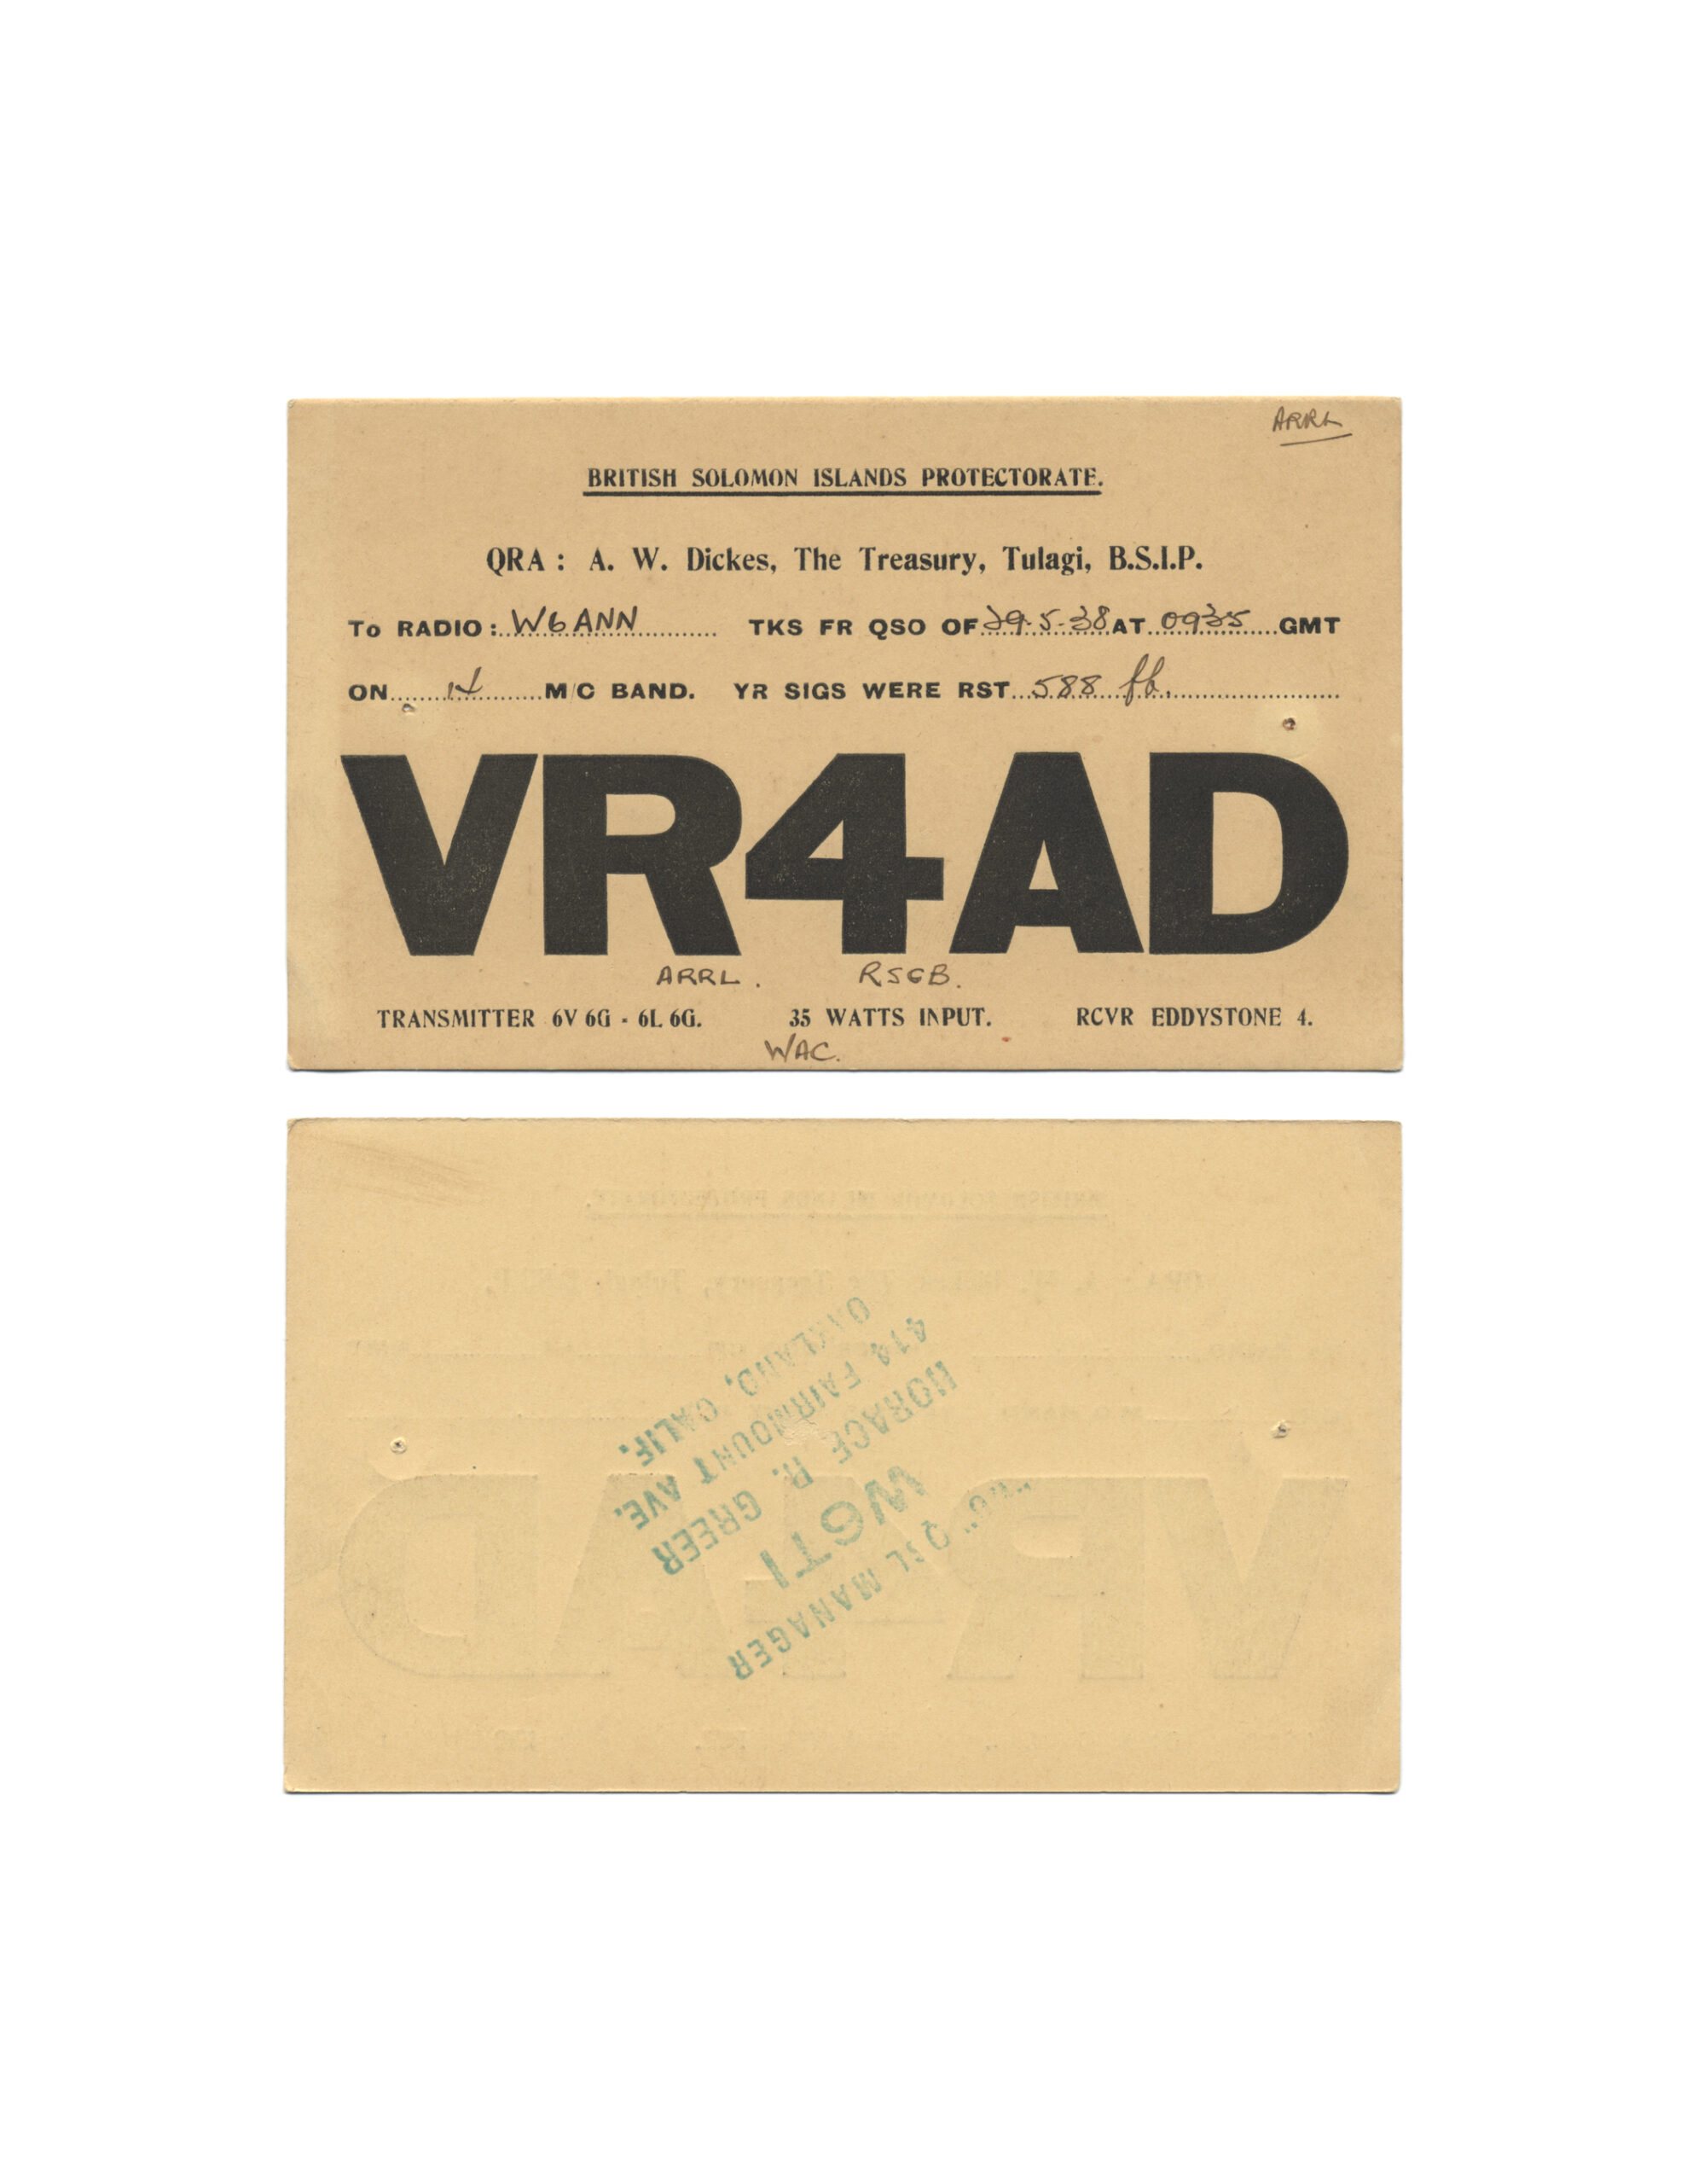 ARRL
BRITISH SOLOMON ISLANDS PROTECTORATE.
QRA : A. W. Dickes, The Treasury, Tulagi, B.S.I.P.
To RADIO: W6ANN TKS FR QSO OF 29-5-38 AT 0935 GMT
ON 14 M/C BAND. YR SIGS WERE RST 588 fb.
VR4AD
ARRL. RSGB.
TRANSMITTER 6V 6G - 6L 6G. 35 WATTS INPUT. RCVR EDDYSTONE 4.
WAC.
QSL MANAGER
W6TI
HORACE R. GREER
414 FAIRMOUNT AVE.
OAKLAND, CALIF.